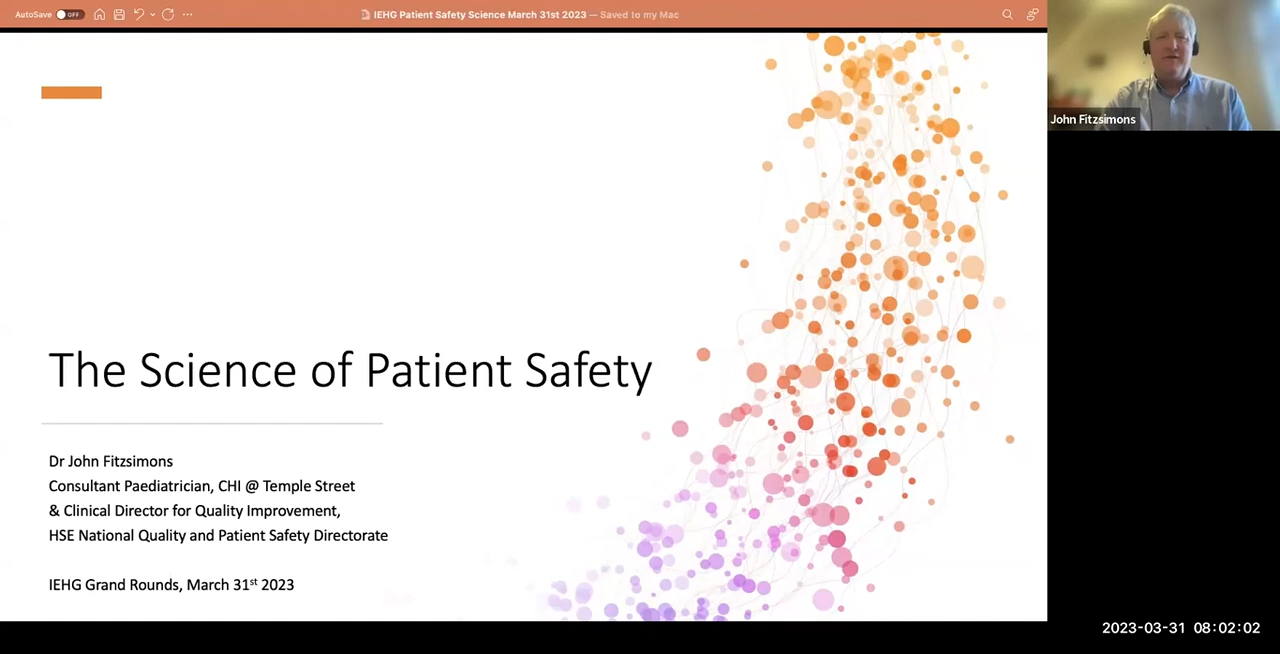 AutoSave OFF
IEHG Patient Safety Science March 31st 2023 — Saved to my Mac
John Fitzsimons
The Science of Patient Safety
Dr John Fitzsimons
Consultant Paediatrician, CHI @ Temple Street
& Clinical Director for Quality Improvement,
HSE National Quality and Patient Safety Directorate
IEHG Grand Rounds, March 31st 2023
2023-03-31 08:02:02